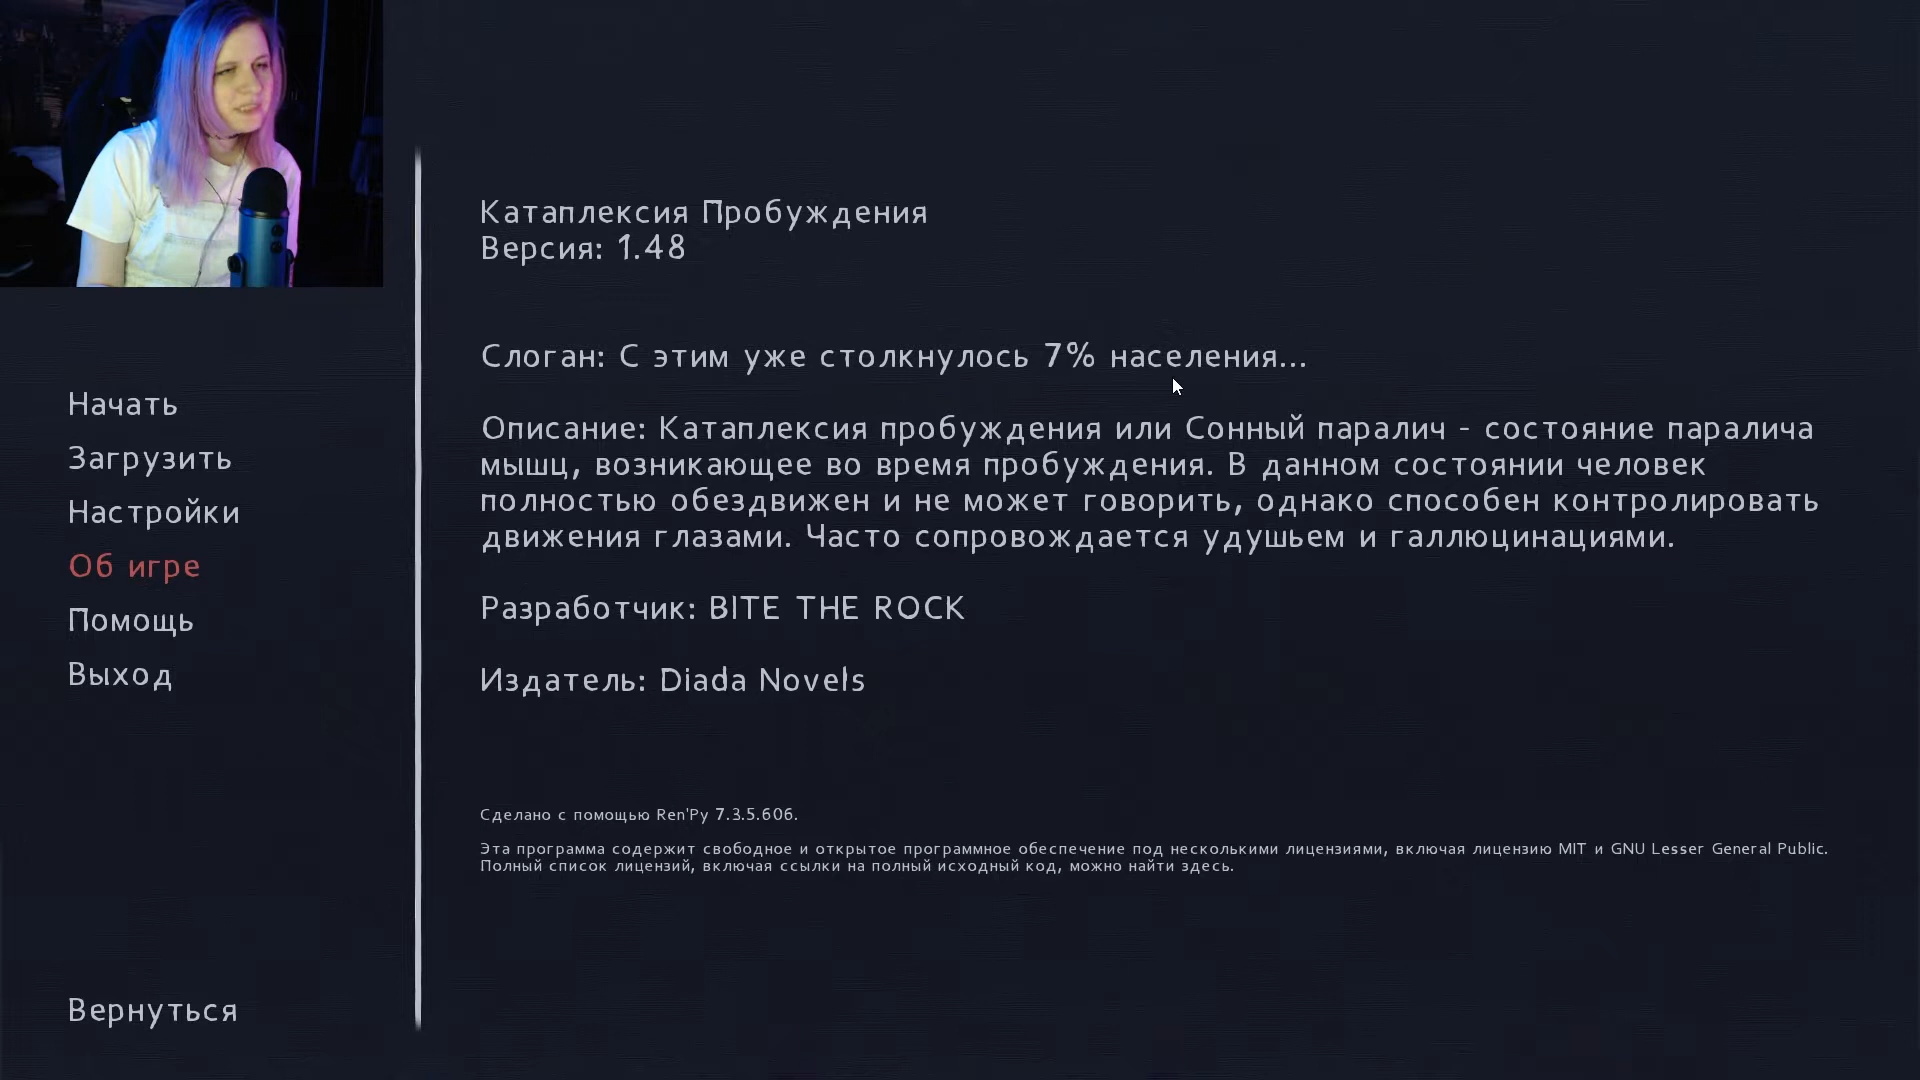 Катаплексия Пробуждения
Версия: 1.48
Слоган: С этим уже столкнулось 7% населения...
Описание: Катаплексия пробуждения или Сонный паралич - состояние паралича
мышц, возникающее во время пробуждения. В данном состоянии человек
полностью обездвижен и не может говорить, однако способен контролировать
движения глазами. Часто сопровождается удушьем и галлюцинациями.
Разработчик: BITE THE ROCK
Издатель: Diada Novels
Сделано с помощью Ren'Py 7.3.5.606.
Эта программа содержит свободное и открытое программное обеспечение под несколькими лицензиями, включая лицензию MIT и GNU Lesser General Public.
Полный список лицензий, включая ссылки на полный исходный код, можно найти здесь.
Начать
Загрузить
Настройки
Об игре
Помощь
Выход
Вернуться